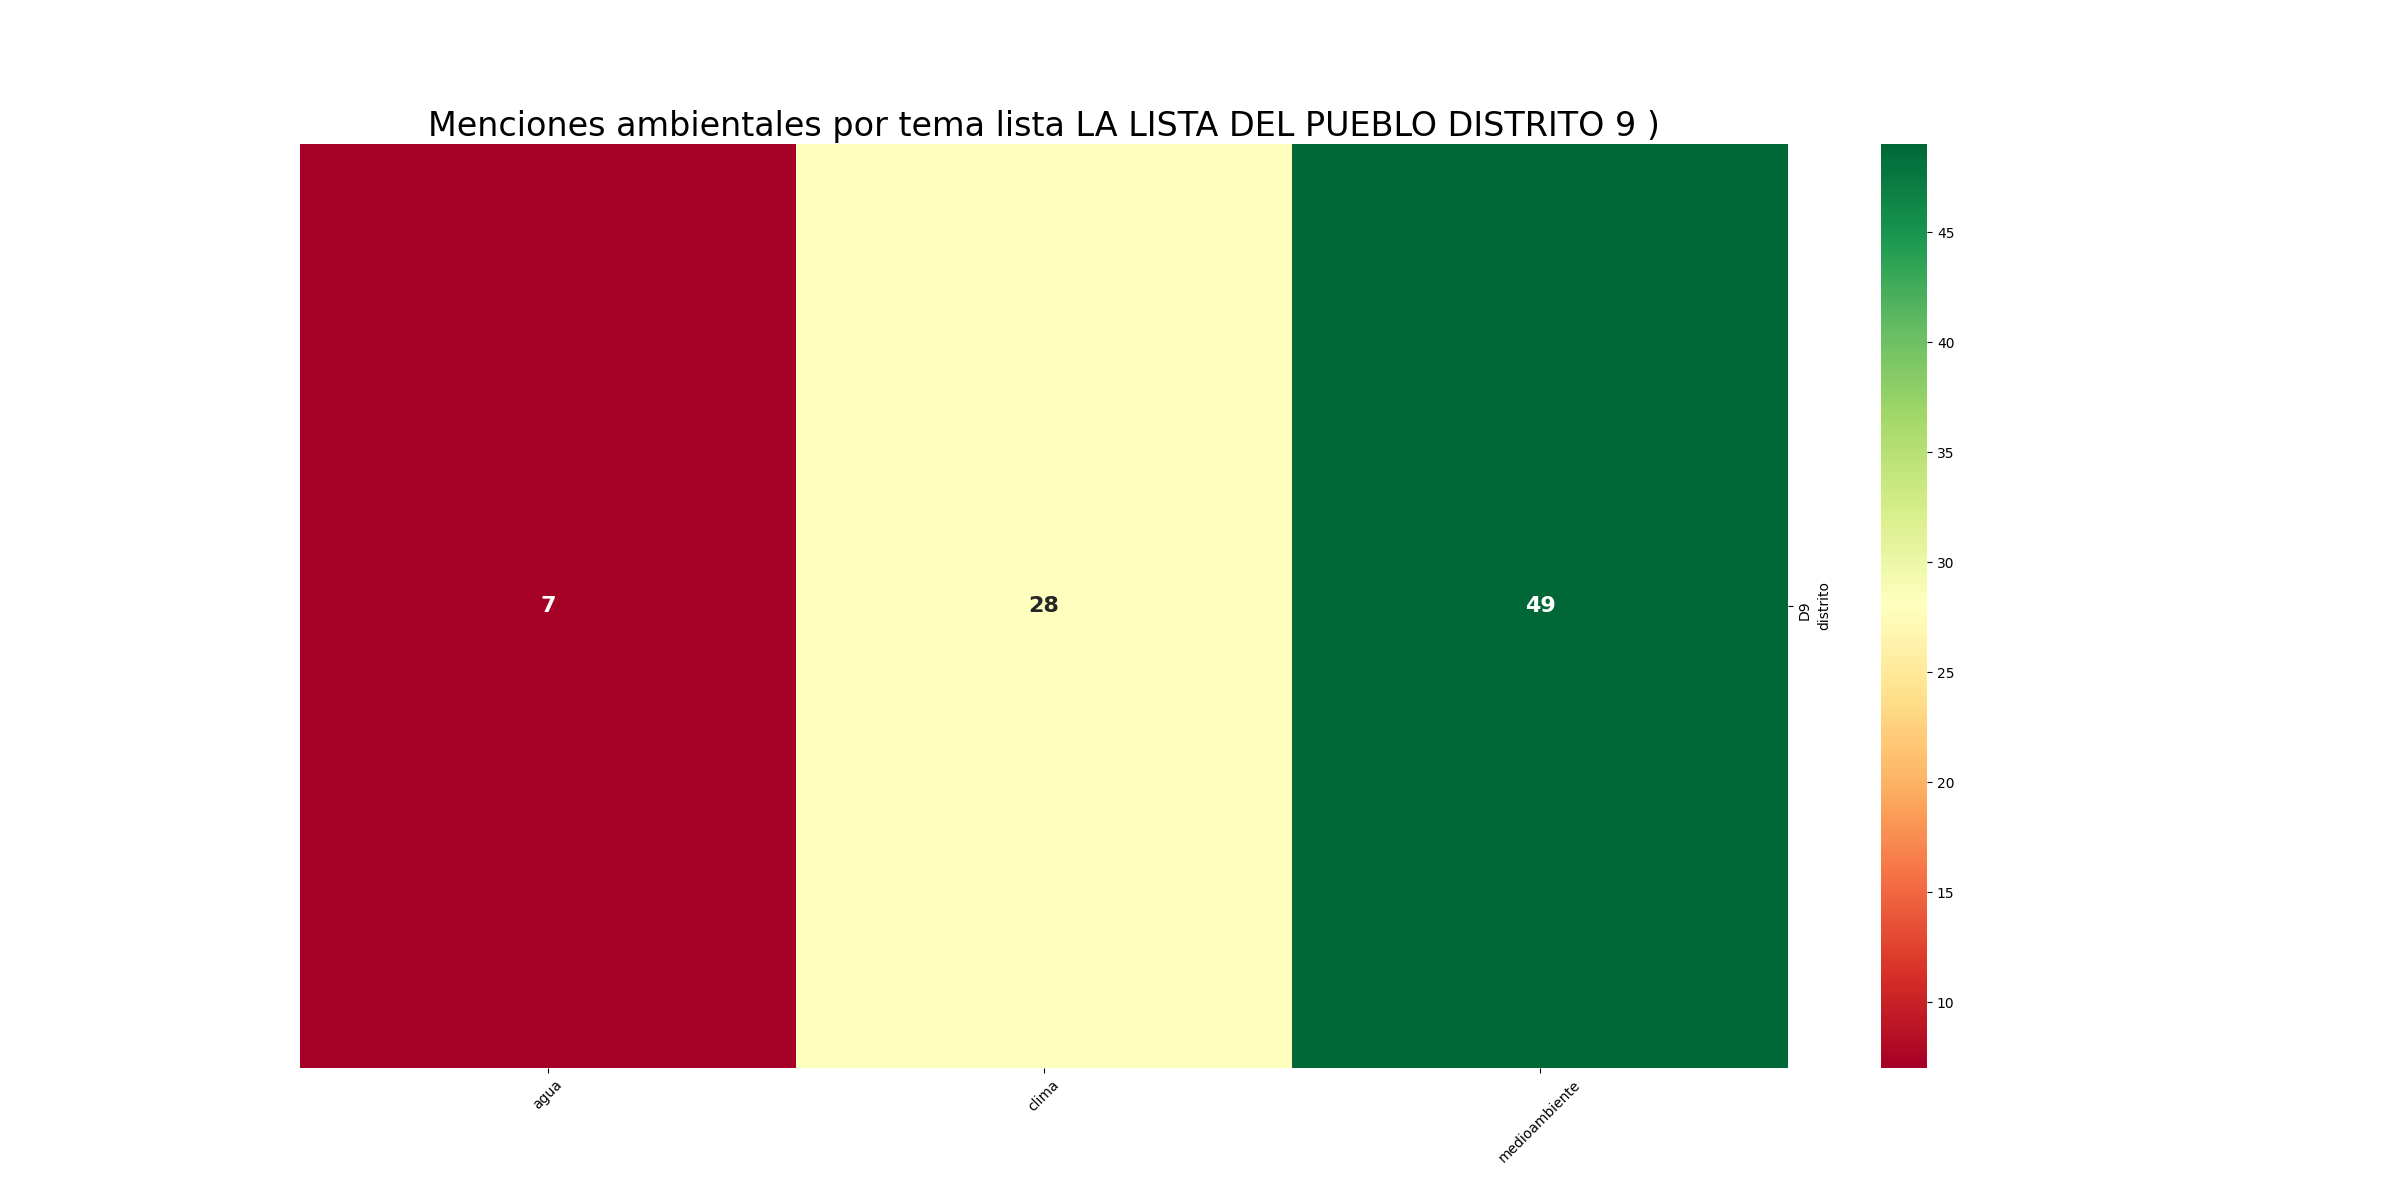 Menciones ambientales por tema lista LA LISTA DEL PUEBLO DISTRITO 9 )
7
28
49
D9
distrito
45
40
35
30
25
20
15
10
agua
clima
medioambiente